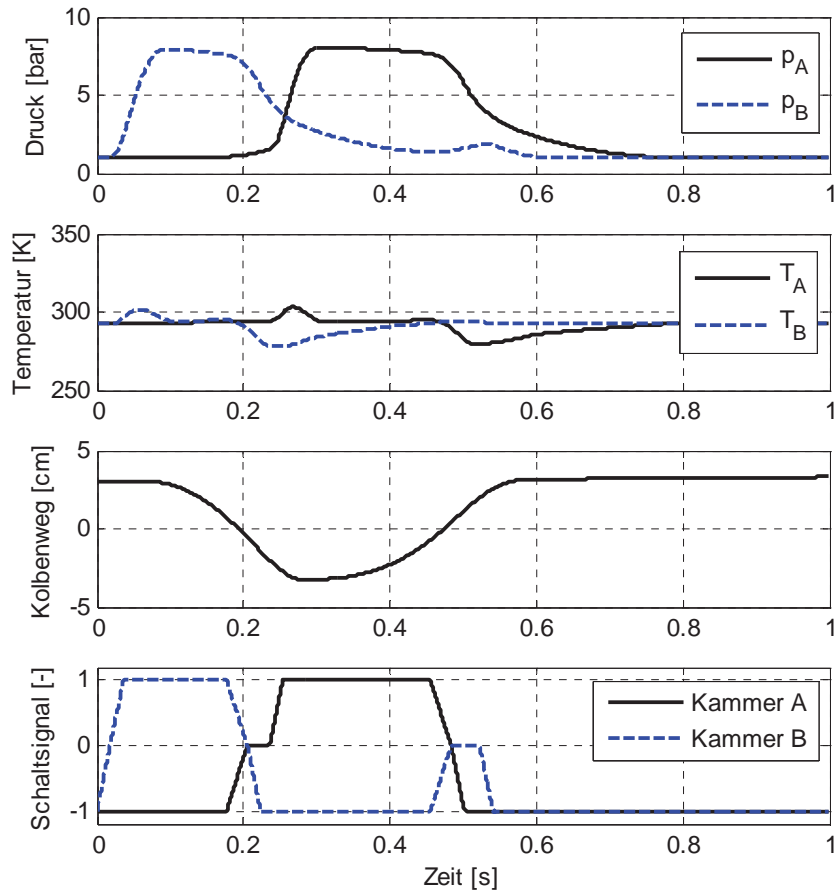 Druck [bar]
10
5
0
p_A
p_B
0 0.2 0.4 0.6 0.8 1
Temperatur [K]
350
300
250
T_A
T_B
0 0.2 0.4 0.6 0.8 1
Kolbenweg [cm]
5
0
-5
0 0.2 0.4 0.6 0.8 1
Schaltsignal [-]
1
0
-1
Kammer A
Kammer B
0 0.2 0.4 0.6 0.8 1
Zeit [s]